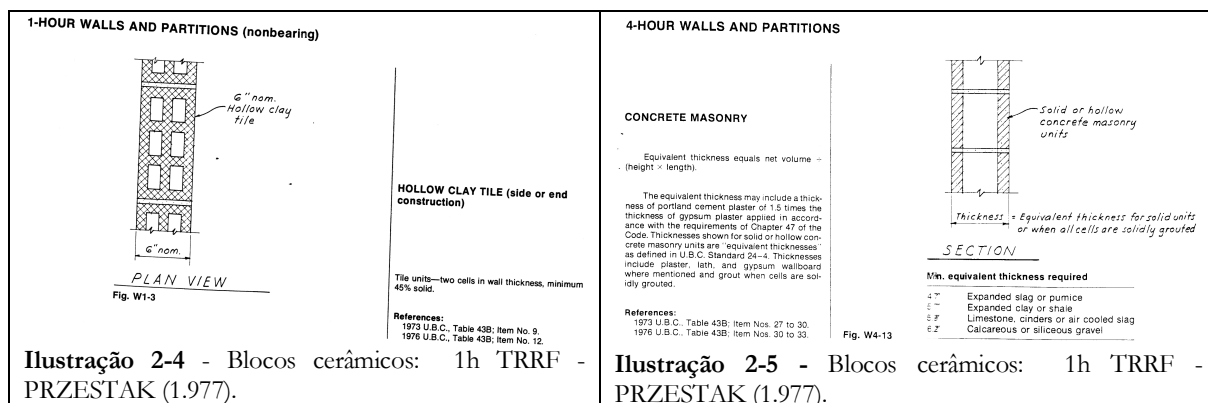 1-HOUR WALLS AND PARTITIONS (nonbearing)
6" nom.
Hollow clay
tile
6" nom.
PLAN VIEW
Fig. W1-3
HOLLOW CLAY TILE (side or end
construction)
Tile units—two cells in wall thickness, minimum
45% solid.
References:
1973 U.B.C., Table 43B; Item No. 9.
1976 U.B.C., Table 43B; Item No. 12.
Ilustração 2-4 - Blocos cerâmicos: 1h TRRF -
PRZESTAK (1.977).
4-HOUR WALLS AND PARTITIONS
CONCRETE MASONRY
Equivalent thickness equals net volume ÷
(height × length).
The equivalent thickness may include a thick-
ness of portland cement plaster of 1.5 times the
thickness of gypsum plaster applied in accord-
ance with the requirements of Chapter 47 of the
Code. Thicknesses shown for solid or hollow con-
crete masonry units are "equivalent thicknesses"
as defined in U.B.C. Standard 24-4. Thicknesses
include plaster, lath, and gypsum wallboard
where mentioned and grout when cells are sol-
idly grouted.
References:
1973 U.B.C., Table 43B; Item Nos. 27 to 30.
1976 U.B.C., Table 43B; Item Nos. 30 to 33.
Fig. W4-13
Solid or hollow
concrete masonry
units
Thickness = Equivalent thickness for solid units
or when all cells are solidly grouted
SECTION
Min. equivalent thickness required
Expanded slag or pumice
Expanded clay or shale
Limestone, cinders or air cooled slag
Calcareous or siliceous gravel
Ilustração 2-5 - Blocos cerâmicos: 1h TRRF -
PRZESTAK (1.977).